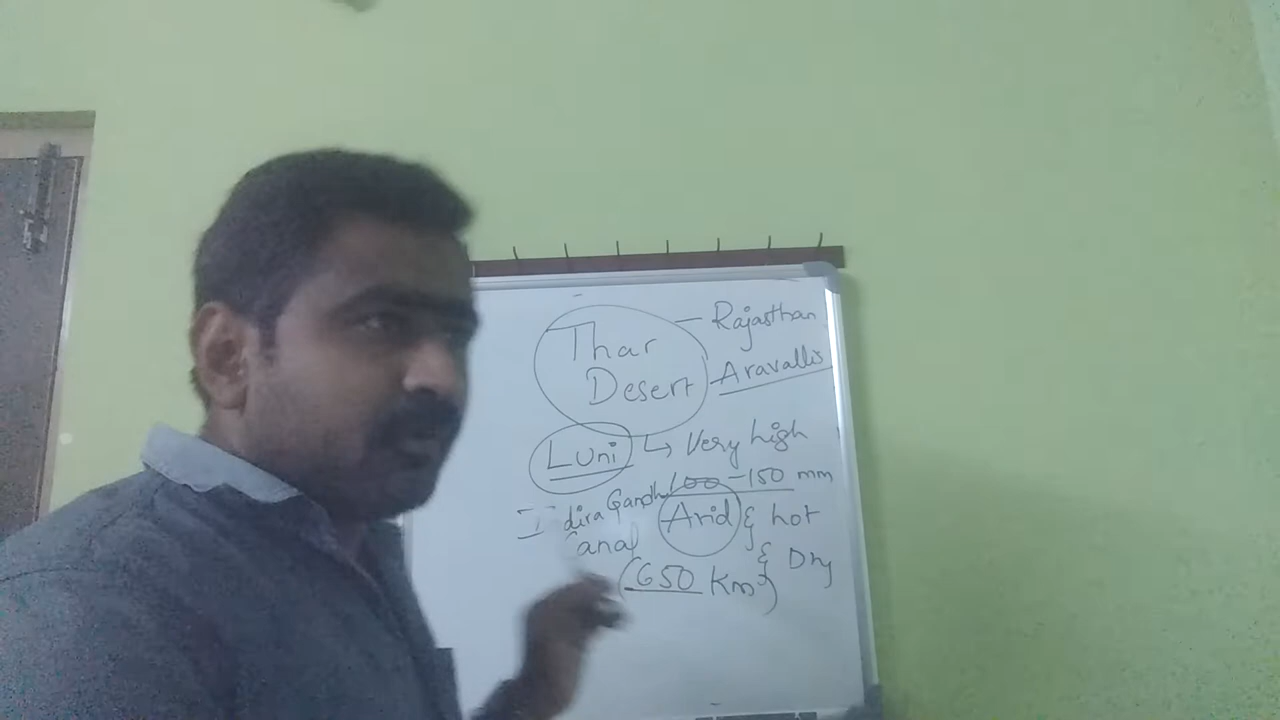 Thar — Rajasthan
Desert Aravallis
Luni ↳ Very high
Indira Gandhi 100 - 150 mm
Canal Arid & hot
& Dry
(650 Km)